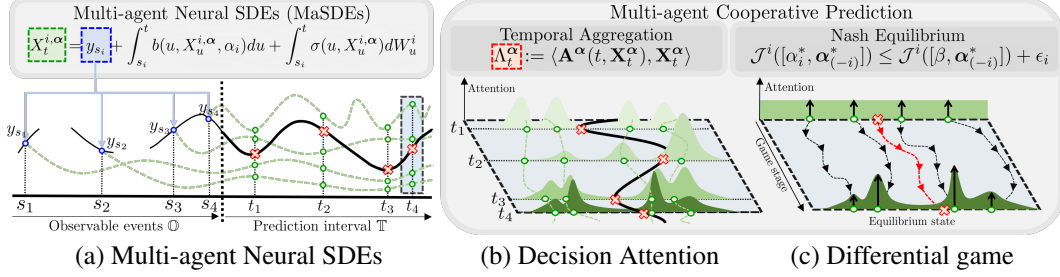 Multi-agent Neural SDEs (MaSDEs)
X_t^{i,α} = y_{s_i} + ∫_{s_i}^t b(u, X_u^{i,α}, α_i)du + ∫_{s_i}^t σ(u, X_u^{i,α})dW_u^i
y_{s_1}
y_{s_2}
y_{s_3}
y_{s_4}
s_1 s_2 s_3 s_4 t_1 t_2 t_3 t_4
Observable events 𝕆
Prediction interval 𝕋
(a) Multi-agent Neural SDEs
Multi-agent Cooperative Prediction
Temporal Aggregation
Λ_t^α := ⟨A^α(t, X_t^α), X_t^α⟩
Attention
t_1
t_2
t_3
t_4
(b) Decision Attention
Nash Equilibrium
𝒥^i([α_i^*, α_{(-i)}^*]) ≤ 𝒥^i([β, α_{(-i)}^*]) + ϵ_i
Attention
Game stage
Equilibrium state
(c) Differential game